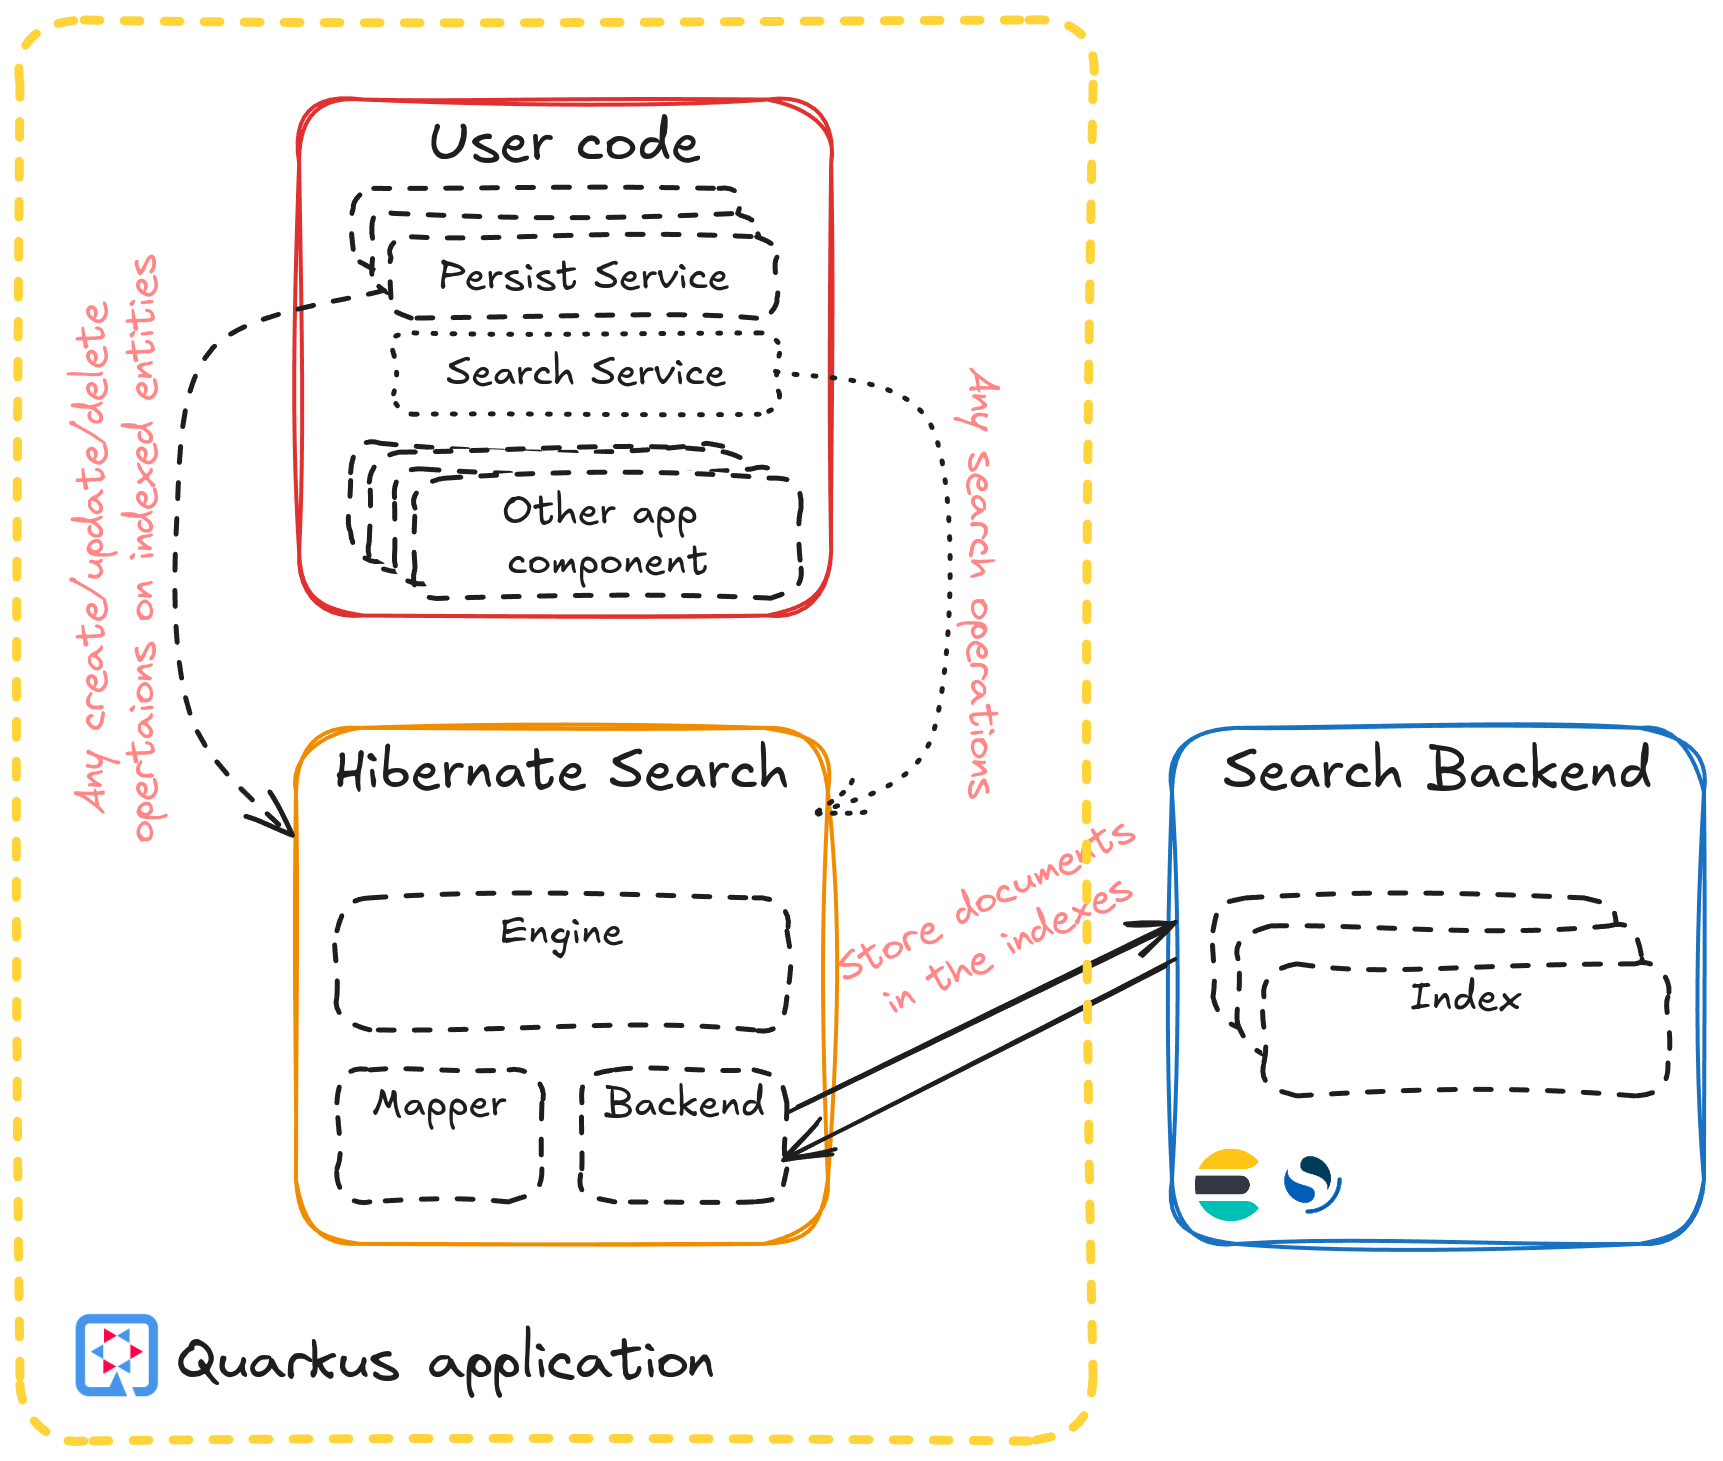 User code
Persist Service
Search Service
Other app
component
Any create/update/delete
opertaions on indexed entities
Any search operations
Hibernate Search
Engine
Mapper
Backend
Store documents
in the indexes
Search Backend
Index
Quarkus application